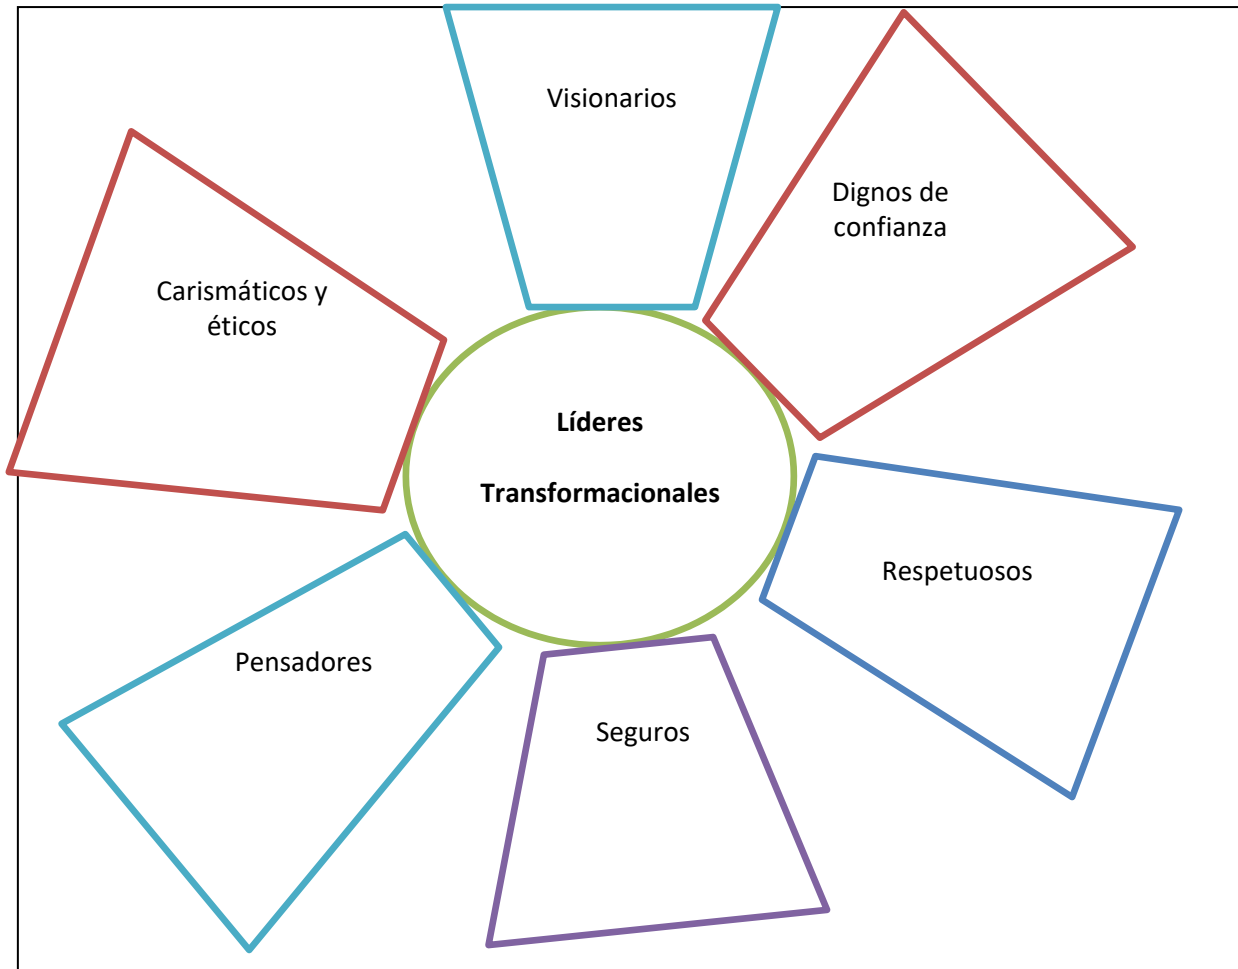 Visionarios
Dignos de
confianza
Carismáticos y
éticos
Líderes
Transformacionales
Respetuosos
Pensadores
Seguros